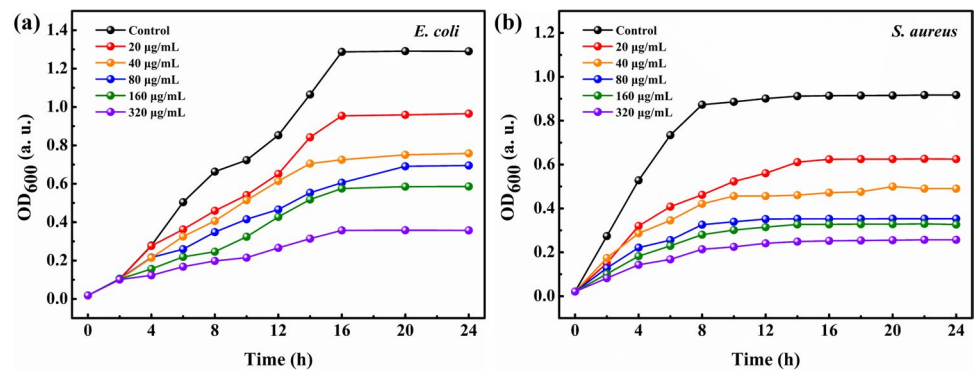 (a)
E. coli
Control
20 μg/mL
40 μg/mL
80 μg/mL
160 μg/mL
320 μg/mL
OD600 (a. u.)
1.4
1.2
1.0
0.8
0.6
0.4
0.2
0.0
0 4 8 12 16 20 24
Time (h)
(b)
S. aureus
Control
20 μg/mL
40 μg/mL
80 μg/mL
160 μg/mL
320 μg/mL
OD600 (a. u.)
1.2
1.0
0.8
0.6
0.4
0.2
0.0
0 4 8 12 16 20 24
Time (h)